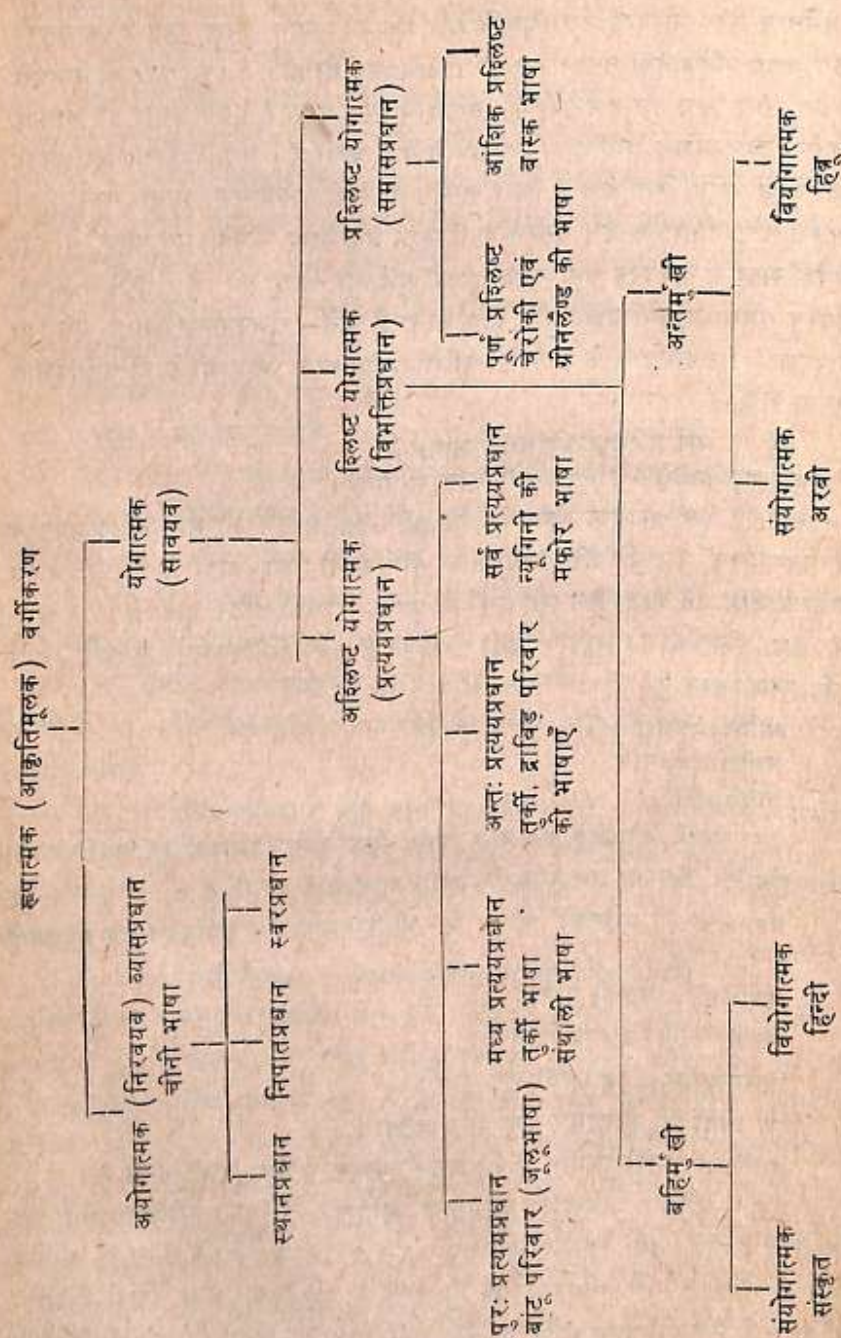 रूपात्मक (आकृतिमूलक) वर्गीकरण
अयोगात्मक (निरवयव) व्यासप्रधान
चीनी भाषा
योगात्मक
(सावयव)
स्थानप्रधान निपातप्रधान स्वरप्रधान
अश्लिष्ट योगात्मक
(प्रत्ययप्रधान)
श्लिष्ट योगात्मक
(विभक्तिप्रधान)
प्रश्लिष्ट योगात्मक
(समासप्रधान)
पुरः प्रत्ययप्रधान
बांटू परिवार (जूलूभाषा)
मध्य प्रत्ययप्रधान
तुर्की भाषा
संथाली भाषा
अन्तः प्रत्ययप्रधान
तुर्की, द्राविड़ परिवार
की भाषाएँ
सर्व प्रत्ययप्रधान
न्यूगिनी की
मफोर भाषा
पूर्ण प्रश्लिष्ट
चेरोकी एवं
ग्रीनलैण्ड की भाषा
आंशिक प्रश्लिष्ट
बास्क भाषा
बहिर्मुखी
अन्तर्मुखी
संयोगात्मक
संस्कृत
वियोगात्मक
हिन्दी
संयोगात्मक
अरबी
वियोगात्मक
हिब्रू